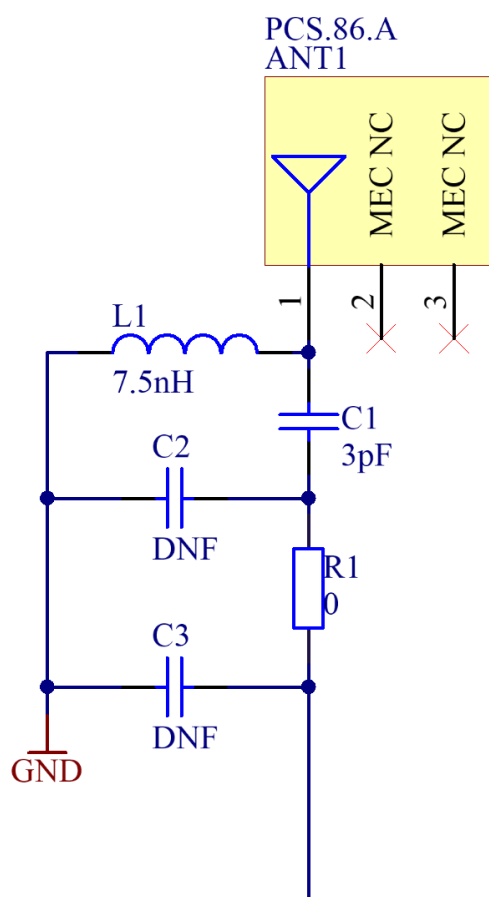 PCS.86.A
ANT1
MEC NC
MEC NC
1
2
3
L1
7.5nH
C1
3pF
C2
DNF
R1
0
C3
DNF
GND